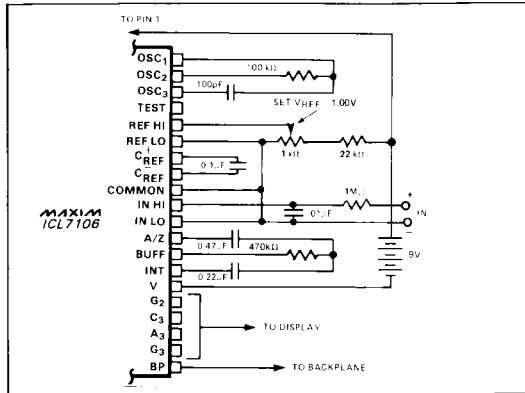 TO PIN 1
OSC1
OSC2
100 kΩ
OSC3
100pf
TEST
SET VREF 1.00V
REF HI
REF LO
1 kΩ
22 kΩ
C+REF
0.1µF
C-REF
COMMON
IN HI
1MΩ
+
IN
.01µF
IN LO
−
MAXIM
ICL7106
A/Z
0.47µF
470kΩ
BUFF
INT
0.22µF
9V
V
G2
C3
TO DISPLAY
A3
G3
BP
TO BACKPLANE